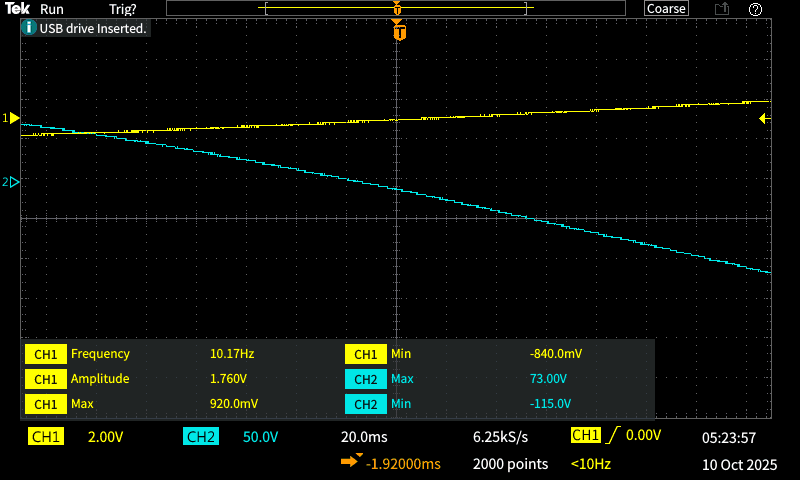 Tek Run Trig? Coarse ?
T
i USB drive Inserted.
T
1
2
CH1 Frequency 10.17Hz CH1 Min -840.0mV
CH1 Amplitude 1.760V CH2 Max 73.00V
CH1 Max 920.0mV CH2 Min -115.0V
CH1 2.00V CH2 50.0V 20.0ms 6.25kS/s CH1 0.00V 05:23:57
-1.92000ms 2000 points <10Hz 10 Oct 2025